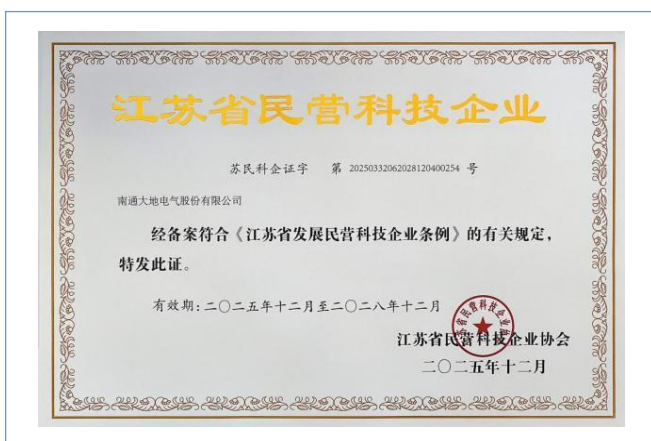 江苏省民营科技企业
苏民科企证字 第 20250332062028120400254 号
南通大地电气股份有限公司
经备案符合《江苏省发展民营科技企业条例》的有关规定，
特发此证。
有效期:二〇二五年十二月至二〇二八年十二月
江苏省民营科技企业协会
二〇二五年十二月